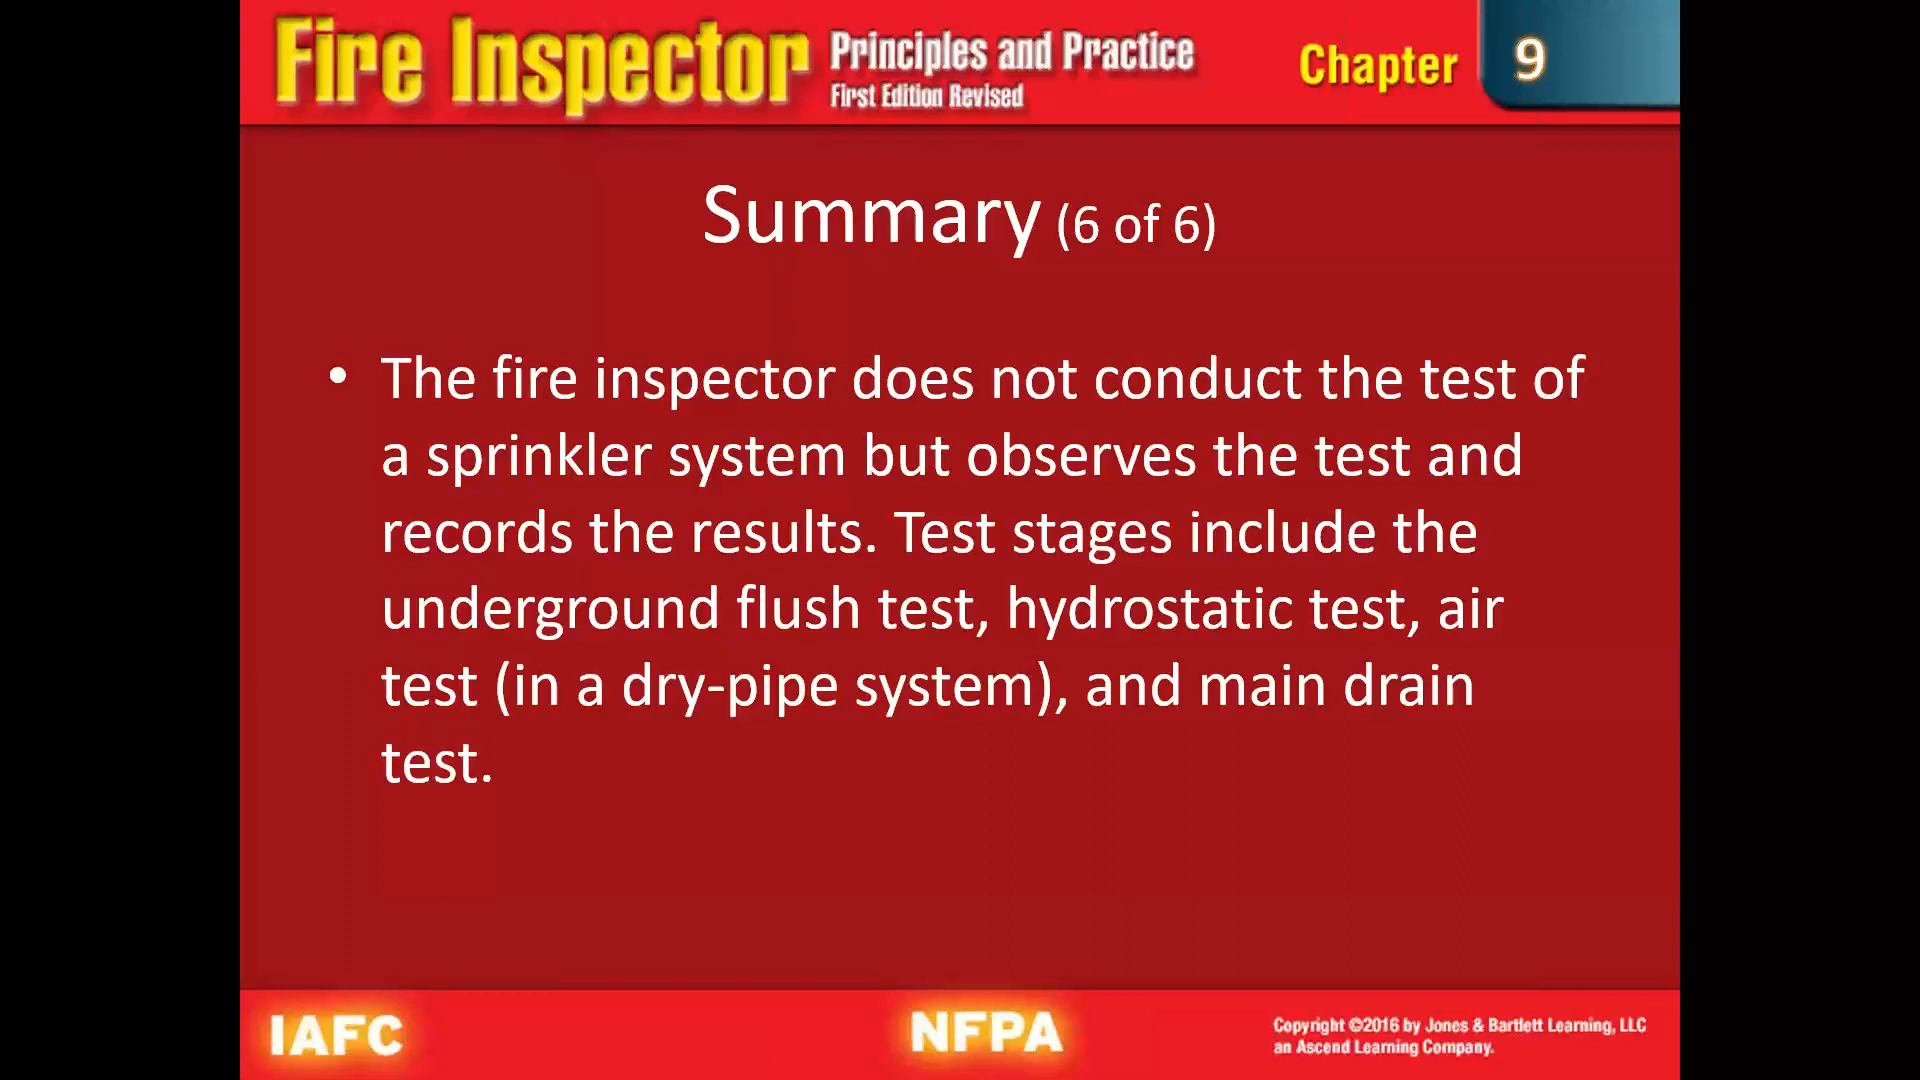 Fire Inspector Principles and Practice
First Edition Revised
Chapter 9
Summary (6 of 6)
• The fire inspector does not conduct the test of
a sprinkler system but observes the test and
records the results. Test stages include the
underground flush test, hydrostatic test, air
test (in a dry-pipe system), and main drain
test.
IAFC
NFPA
Copyright ©2016 by Jones & Bartlett Learning, LLC
an Ascend Learning Company.